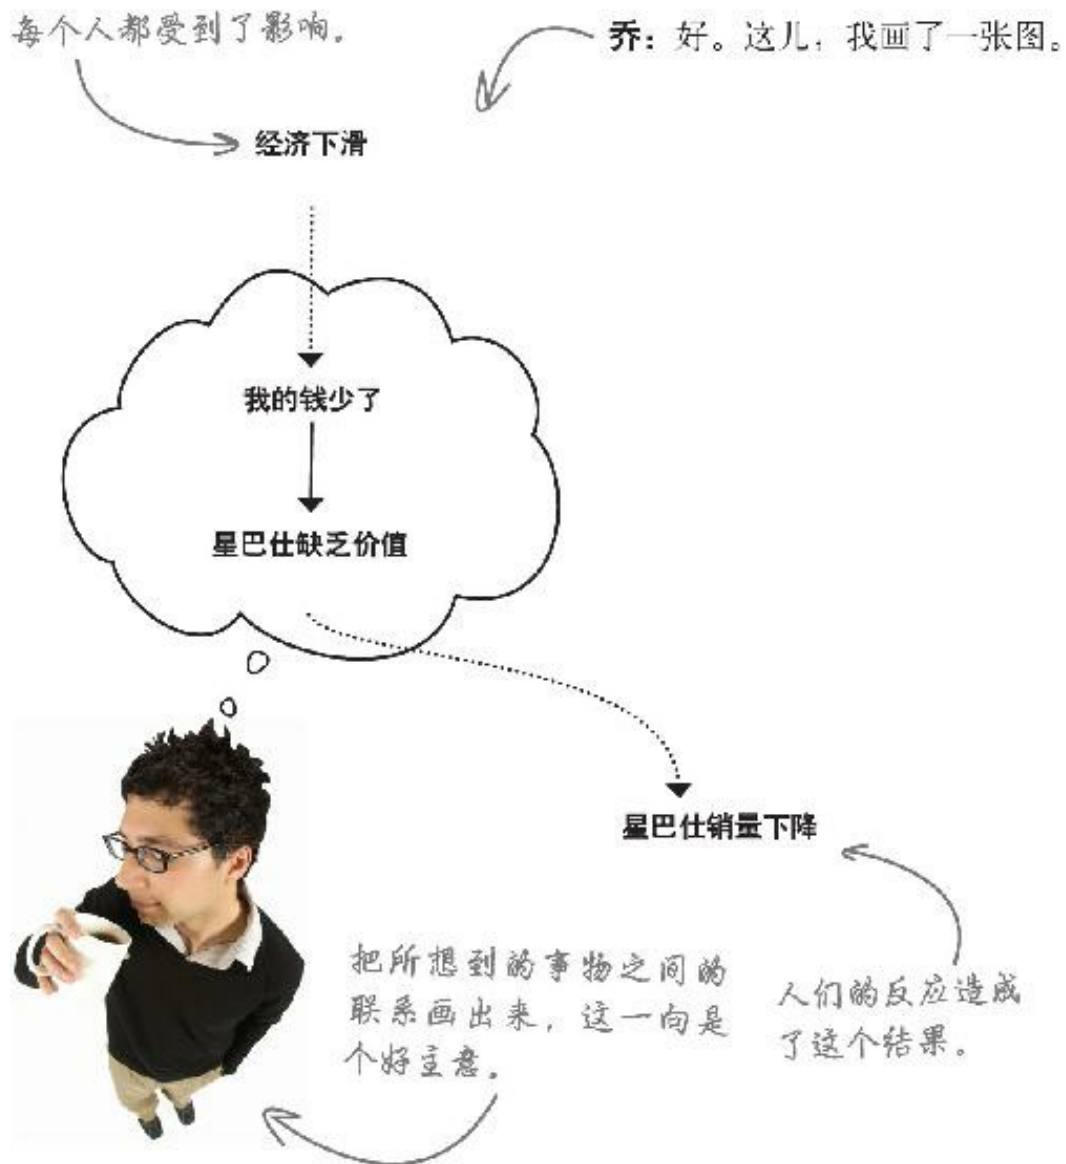 每个人都受到了影响。
乔：好。这儿，我画了一张图。
经济下滑
我的钱少了
星巴仕缺乏价值
星巴仕销量下降
把所想到的事物之间的
联系画出来，这一向是
个好主意。
人们的反应造成
了这个结果。